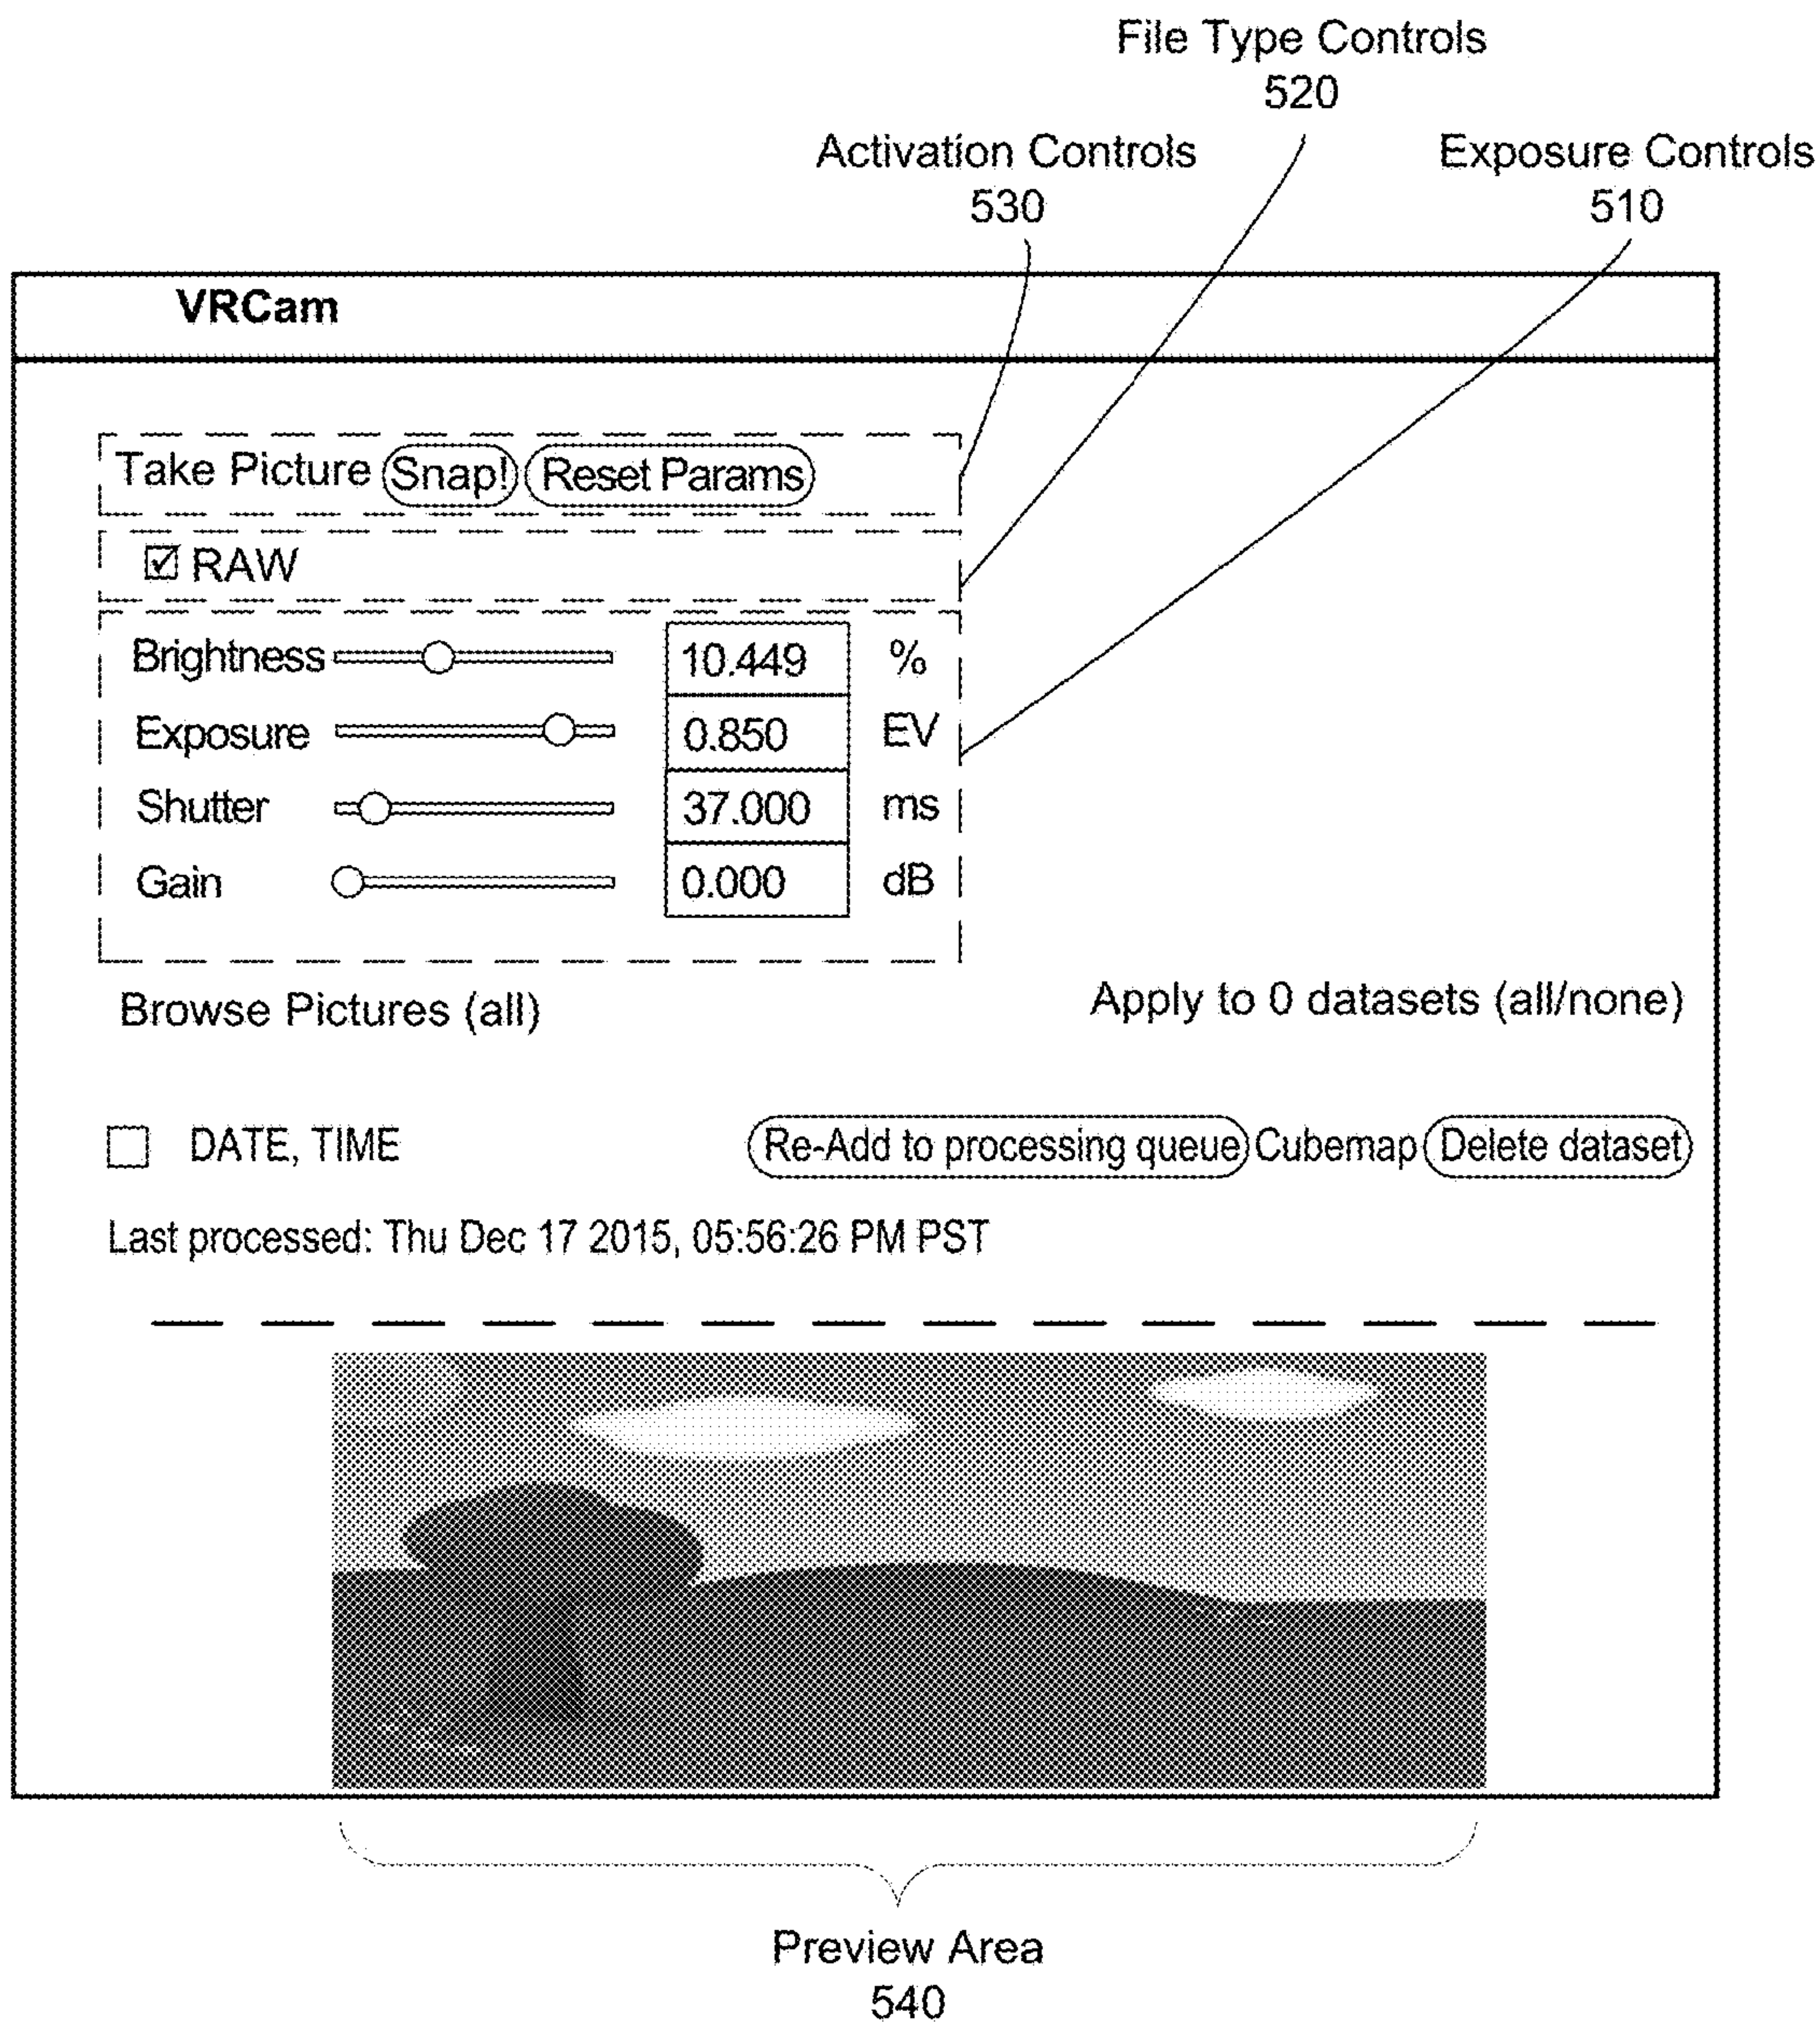 File Type Controls
520
Activation Controls
530
Exposure Controls
510
VRCam
Take Picture Snap! Reset Params
RAW
Brightness 10.449 %
Exposure 0.850 EV
Shutter 37.000 ms
Gain 0.000 dB
Browse Pictures (all) Apply to 0 datasets (all/none)
DATE, TIME Re-Add to processing queue Cubemap Delete dataset
Last processed: Thu Dec 17 2015, 05:56:26 PM PST
Preview Area
540